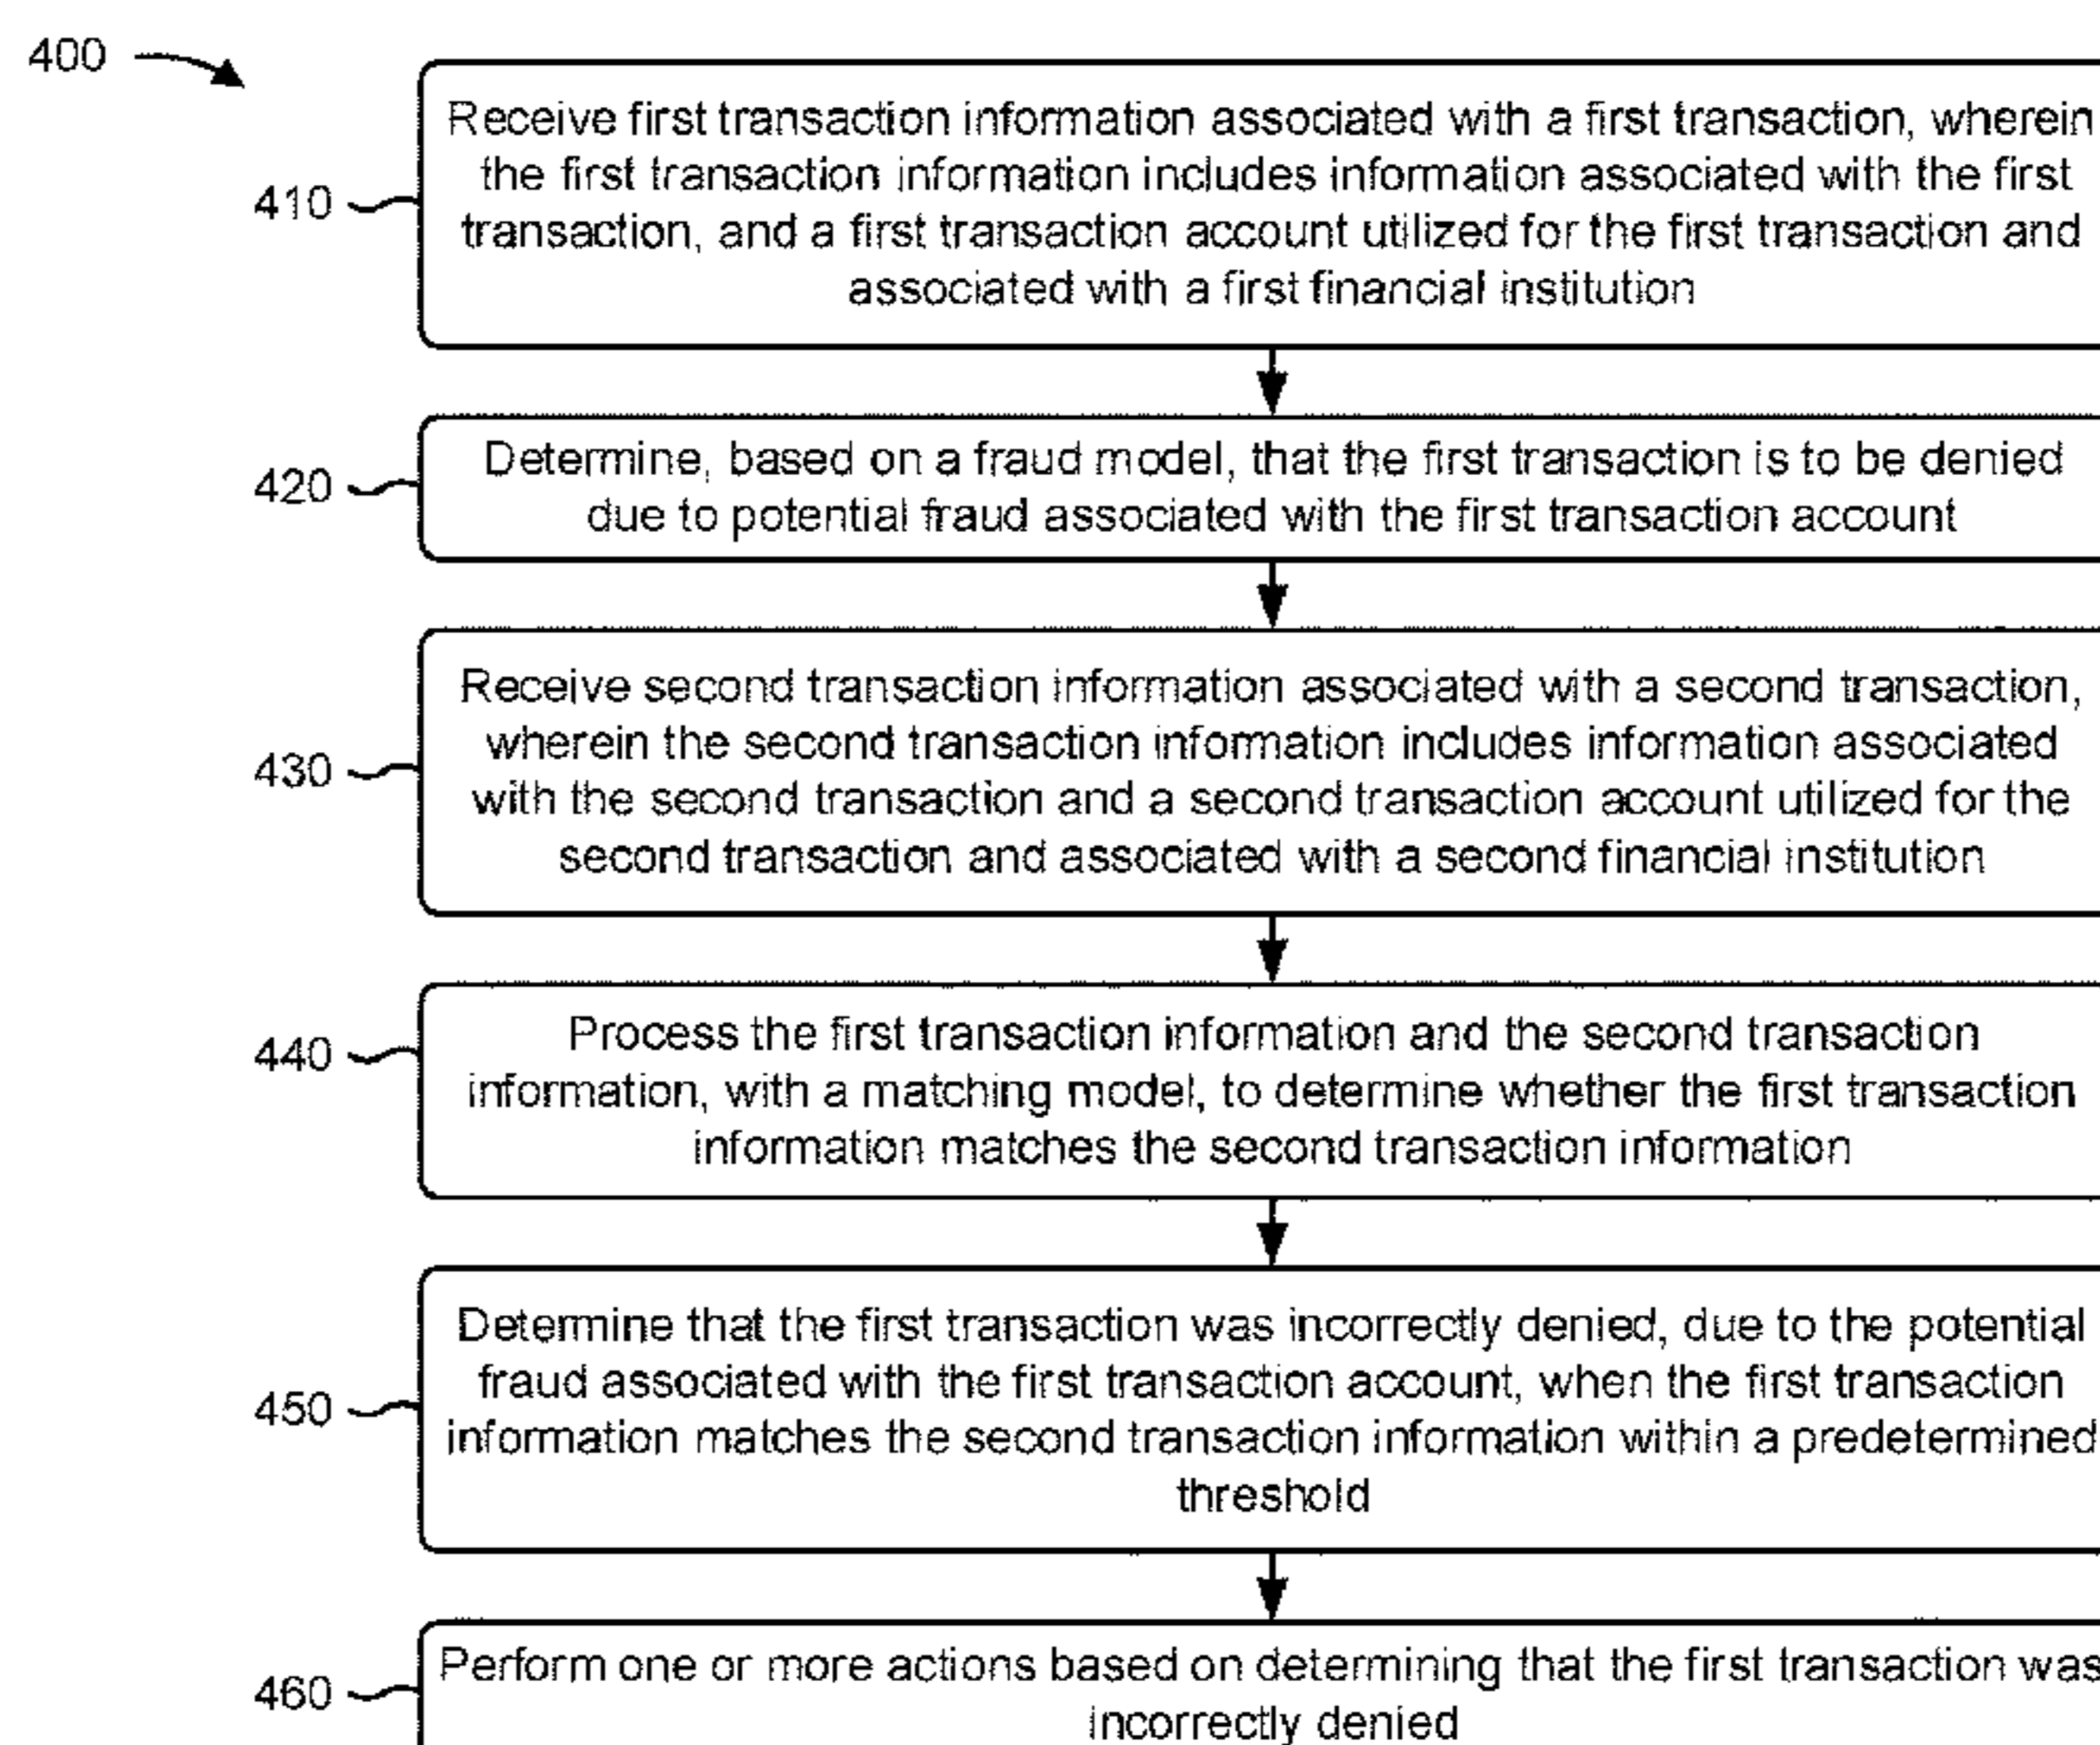 400
410
Receive first transaction information associated with a first transaction, wherein
the first transaction information includes information associated with the first
transaction, and a first transaction account utilized for the first transaction and
associated with a first financial institution
420
Determine, based on a fraud model, that the first transaction is to be denied
due to potential fraud associated with the first transaction account
430
Receive second transaction information associated with a second transaction,
wherein the second transaction information includes information associated
with the second transaction and a second transaction account utilized for the
second transaction and associated with a second financial institution
440
Process the first transaction information and the second transaction
information, with a matching model, to determine whether the first transaction
information matches the second transaction information
450
Determine that the first transaction was incorrectly denied, due to the potential
fraud associated with the first transaction account, when the first transaction
information matches the second transaction information within a predetermined
threshold
460
Perform one or more actions based on determining that the first transaction was
incorrectly denied